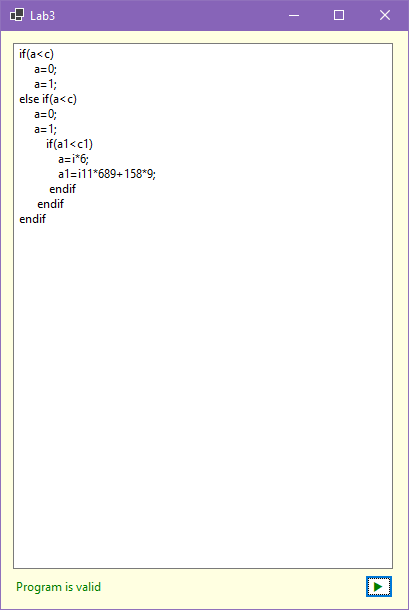 Lab3
if(a<c)
a=0;
a=1;
else if(a<c)
a=0;
a=1;
if(a1<c1)
a=i*6;
a1=i11*689+158*9;
endif
endif
endif
Program is valid